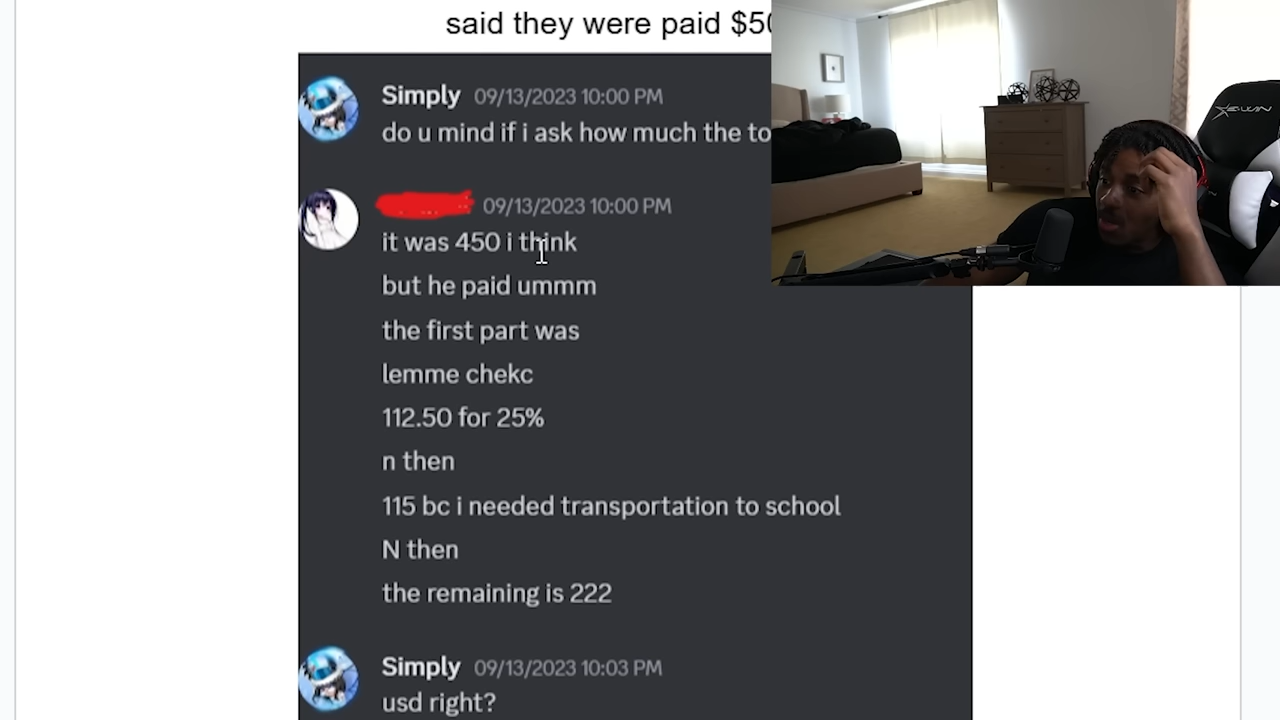 said they were paid $50
Simply 09/13/2023 10:00 PM
do u mind if i ask how much the to
09/13/2023 10:00 PM
it was 450 i think
but he paid ummm
the first part was
lemme chekc
112.50 for 25%
n then
115 bc i needed transportation to school
N then
the remaining is 222
Simply 09/13/2023 10:03 PM
usd right?